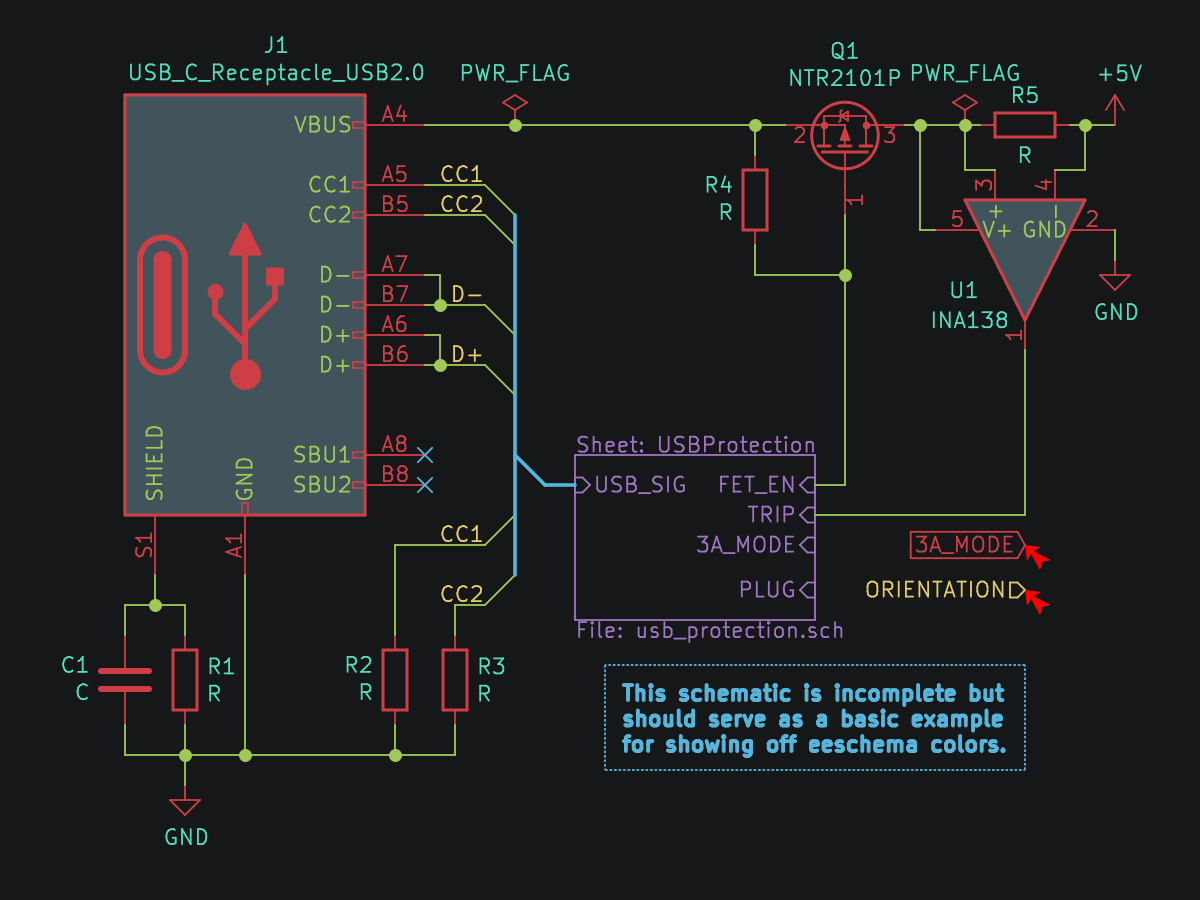 J1
USB_C_Receptacle_USB2.0
PWR_FLAG
Q1
NTR2101P
PWR_FLAG
+5V
R5
R
VBUS
A4
2
3
1
CC1
A5
CC1
CC2
B5
CC2
R4
R
3
4
5
+
-
2
V+
GND
D-
A7
D-
B7
D-
D+
A6
D+
B6
D+
U1
INA138
1
GND
SHIELD
GND
SBU1
A8
SBU2
B8
S1
A1
Sheet: USBProtection
USB_SIG
FET_EN
TRIP
3A_MODE
PLUG
File: usb_protection.sch
3A_MODE
ORIENTATION
CC1
CC2
C1
C
R1
R
R2
R
R3
R
GND
This schematic is incomplete but
should serve as a basic example
for showing off eeschema colors.